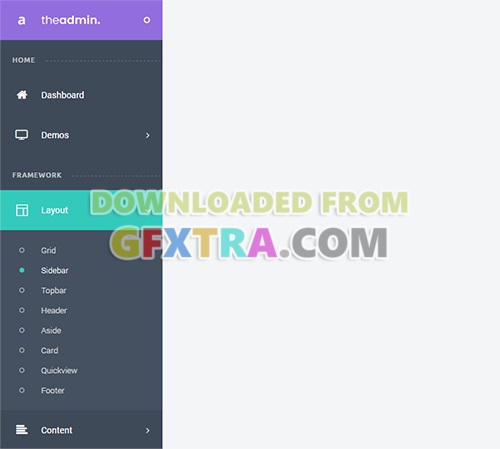 a theadmin.
HOME
Dashboard
Demos
FRAMEWORK
Layout
DOWNLOADED FROM
GFXTRA.COM
Grid
Sidebar
Topbar
Header
Aside
Card
Quickview
Footer
Content